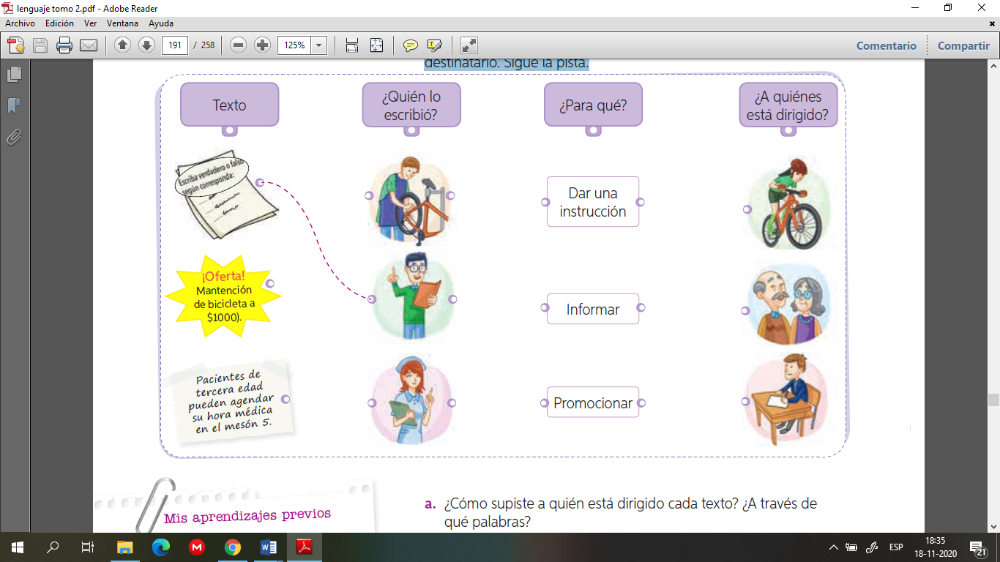 lenguaje tomo 2.pdf - Adobe Reader
Archivo Edición Ver Ventana Ayuda
191 / 258 125% Comentario Compartir
destinatario. Sigue la pista.
Texto
¿Quién lo
escribió?
¿Para qué?
¿A quiénes
está dirigido?
Escriba verdadero o falso
según corresponda:
Dar una
instrucción
¡Oferta!
Mantención
de bicicleta a
$1000).
Informar
Pacientes de
tercera edad
pueden agendar
su hora médica
en el mesón 5.
Promocionar
Mis aprendizajes previos
a. ¿Cómo supiste a quién está dirigido cada texto? ¿A través de
qué palabras?
ESP
18:35
18-11-2020
21